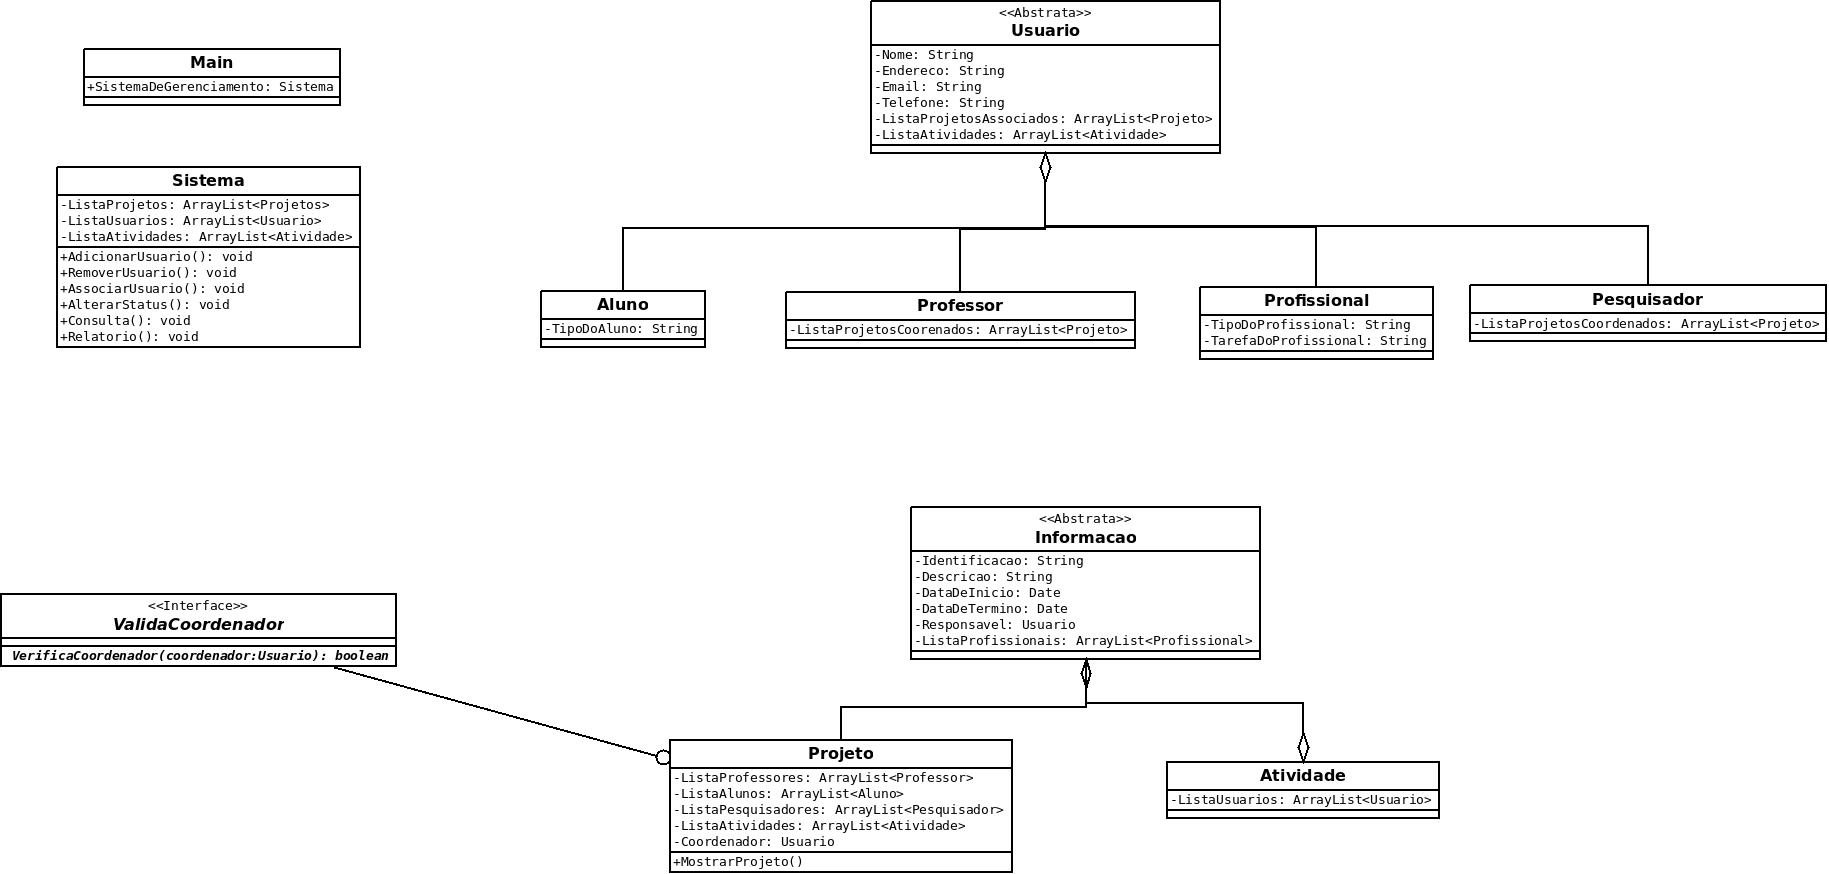 Main
+SistemaDeGerenciamento: Sistema
Sistema
-ListaProjetos: ArrayList<Projetos>
-ListaUsuarios: ArrayList<Usuario>
-ListaAtividades: ArrayList<Atividade>
+AdicionarUsuario(): void
+RemoverUsuario(): void
+AssociarUsuario(): void
+AlterarStatus(): void
+Consulta(): void
+Relatorio(): void
<<Abstrata>>
Usuario
-Nome: String
-Endereco: String
-Email: String
-Telefone: String
-ListaProjetosAssociados: ArrayList<Projeto>
-ListaAtividades: ArrayList<Atividade>
Aluno
-TipoDoAluno: String
Professor
-ListaProjetosCoorenados: ArrayList<Projeto>
Profissional
-TipoDoProfissional: String
-TarefaDoProfissional: String
Pesquisador
-ListaProjetosCoordenados: ArrayList<Projeto>
<<Interface>>
ValidaCoordenador
VerificaCoordenador(coordenador:Usuario): boolean
<<Abstrata>>
Informacao
-Identificacao: String
-Descricao: String
-DataDeInicio: Date
-DataDeTermino: Date
-Responsavel: Usuario
-ListaProfissionais: ArrayList<Profissional>
Projeto
-ListaProfessores: ArrayList<Professor>
-ListaAlunos: ArrayList<Aluno>
-ListaPesquisadores: ArrayList<Pesquisador>
-ListaAtividades: ArrayList<Atividade>
-Coordenador: Usuario
+MostrarProjeto()
Atividade
-ListaUsuarios: ArrayList<Usuario>